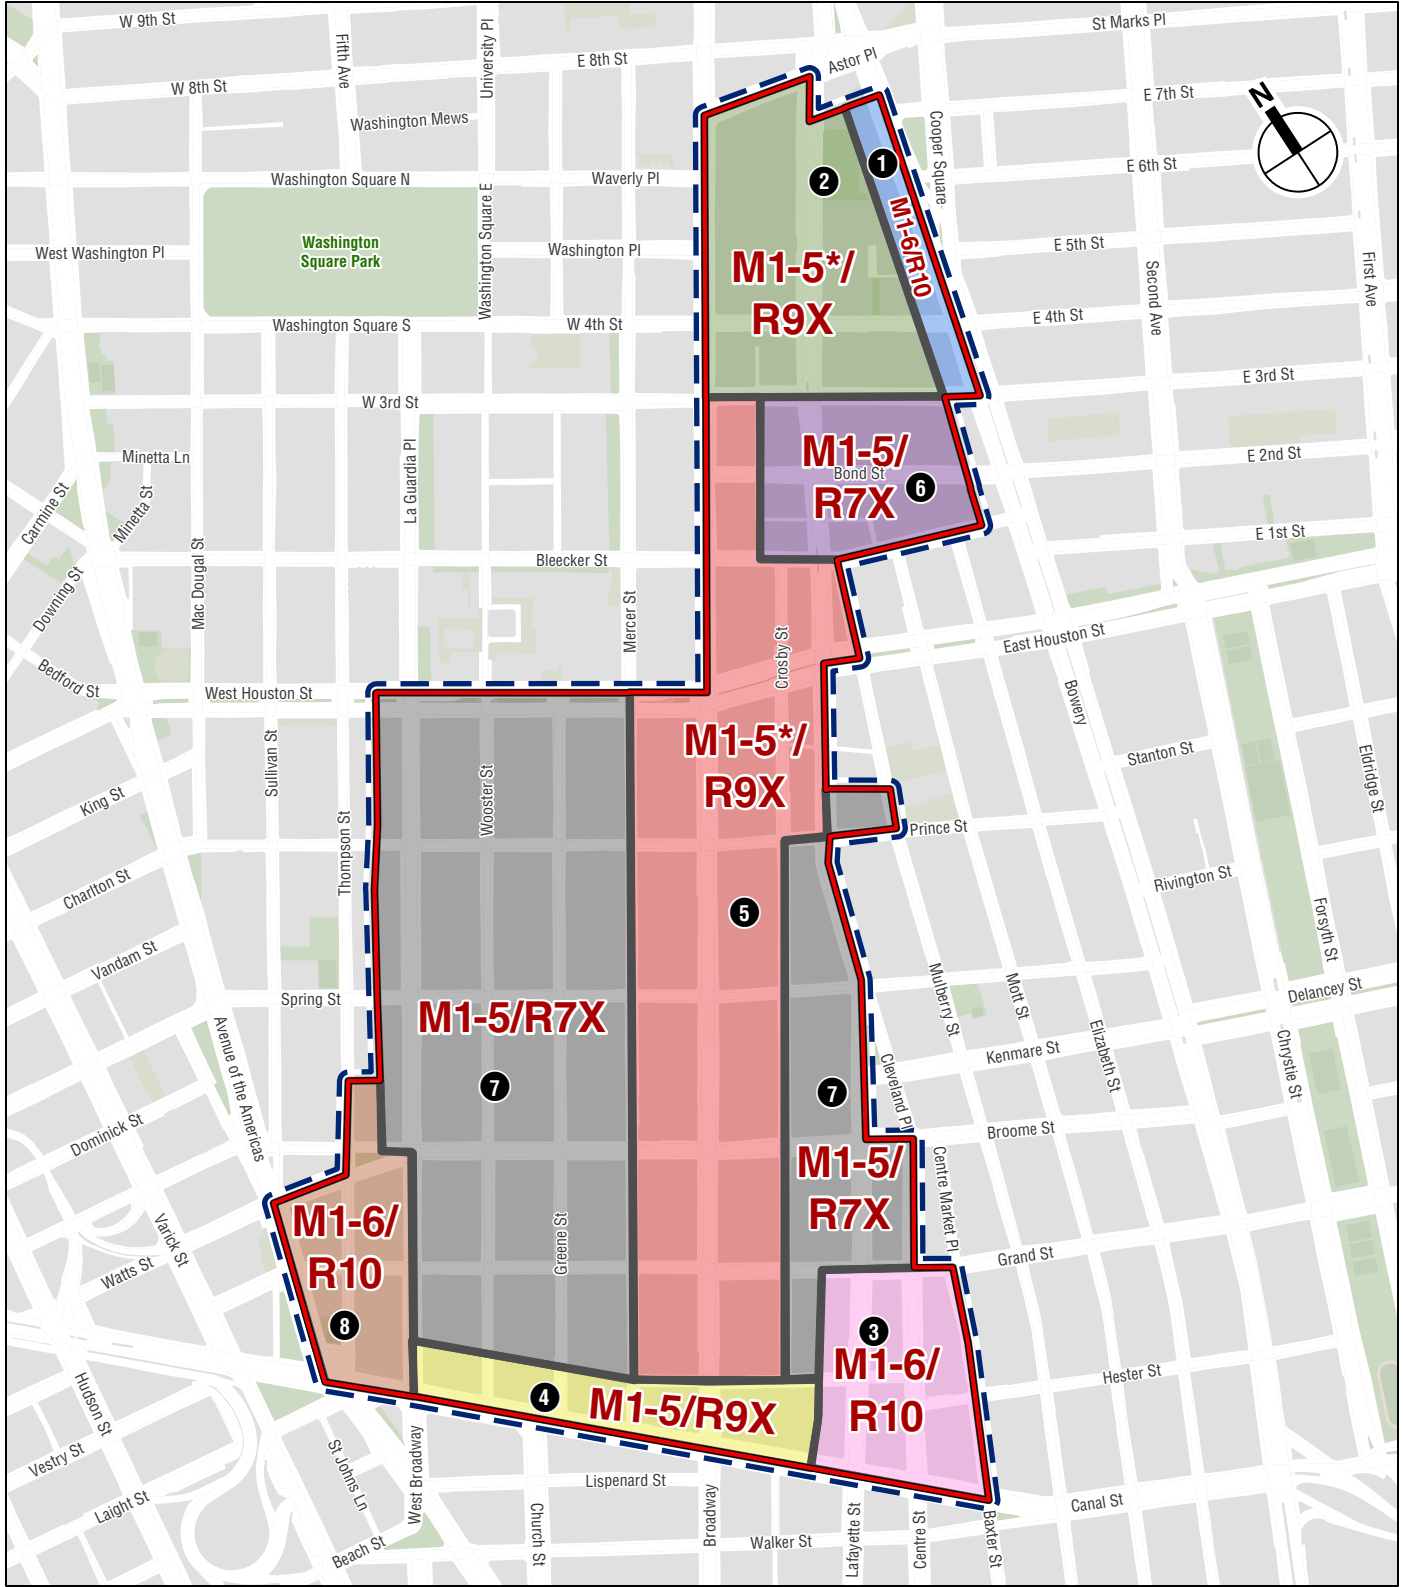 W 9th St
St Marks Pl
Fifth Ave
University Pl
Astor Pl
E 8th St
W 8th St
E 7th St
N
Washington Mews
Cooper Square
1
E 6th St
Washington Square N
Waverly Pl
2
Washington Square E
M1-6/R10
Washington
Square Park
West Washington Pl
Washington Pl
E 5th St
M1-5*/
R9X
Second Ave
First Ave
Washington Square S
W 4th St
E 4th St
E 3rd St
W 3rd St
La Guardia Pl
Minetta Ln
M1-5/
Bond St
R7X
6
E 2nd St
Carmine St
Minetta St
E 1st St
Mac Dougal St
Bleecker St
Downing St
Mercer St
Crosby St
East Houston St
Bedford St
West Houston St
Bowery
M1-5*/
R9X
Stanton St
Eldridge St
Sullivan St
Wooster St
King St
Prince St
Thompson St
Charlton St
Rivington St
5
Forsyth St
Vandam St
Mulberry St
Mott St
Spring St
Delancey St
M1-5/R7X
Avenue of the Americas
Elizabeth St
Kenmare St
Chrystie St
7
7
Cleveland Pl
Dominick St
Broome St
M1-5/
R7X
Centre Market Pl
M1-6/
R10
Varick St
Greene St
Grand St
Watts St
8
3
M1-6/
R10
Hester St
4
M1-5/R9X
Hudson St
Vestry St
St Johns Ln
West Broadway
Lispenard St
Laight St
Canal St
Church St
Broadway
Walker St
Lafayette St
Centre St
Baxter St
Beach St